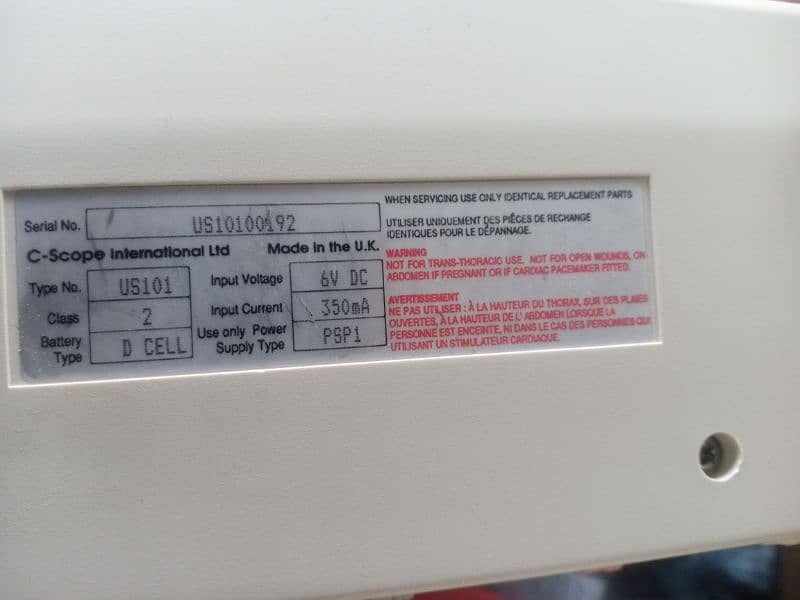 Serial No. US10100192
C-Scope International Ltd Made in the U.K.
Type No. US101 Input Voltage 6V DC
Class 2 Input Current 350mA
Battery Type D CELL Use only Power Supply Type PSP1
WHEN SERVICING USE ONLY IDENTICAL REPLACEMENT PARTS
UTILISER UNIQUEMENT DES PIÈCES DE RECHANGE
IDENTIQUES POUR LE DÉPANNAGE.
WARNING
NOT FOR TRANS-THORACIC USE, NOT FOR OPEN WOUNDS, ON
ABDOMEN IF PREGNANT OR IF CARDIAC PACEMAKER FITTED.
AVERTISSEMENT
NE PAS UTILISER : À LA HAUTEUR DU THORAX, SUR DES PLAIES
OUVERTES, À LA HAUTEUR DE L' ABDOMEN LORSQUE LA
PERSONNE EST ENCEINTE, NI DANS LE CAS DES PERSONNES QUI
UTILISANT UN STIMULATEUR CARDIAQUE.